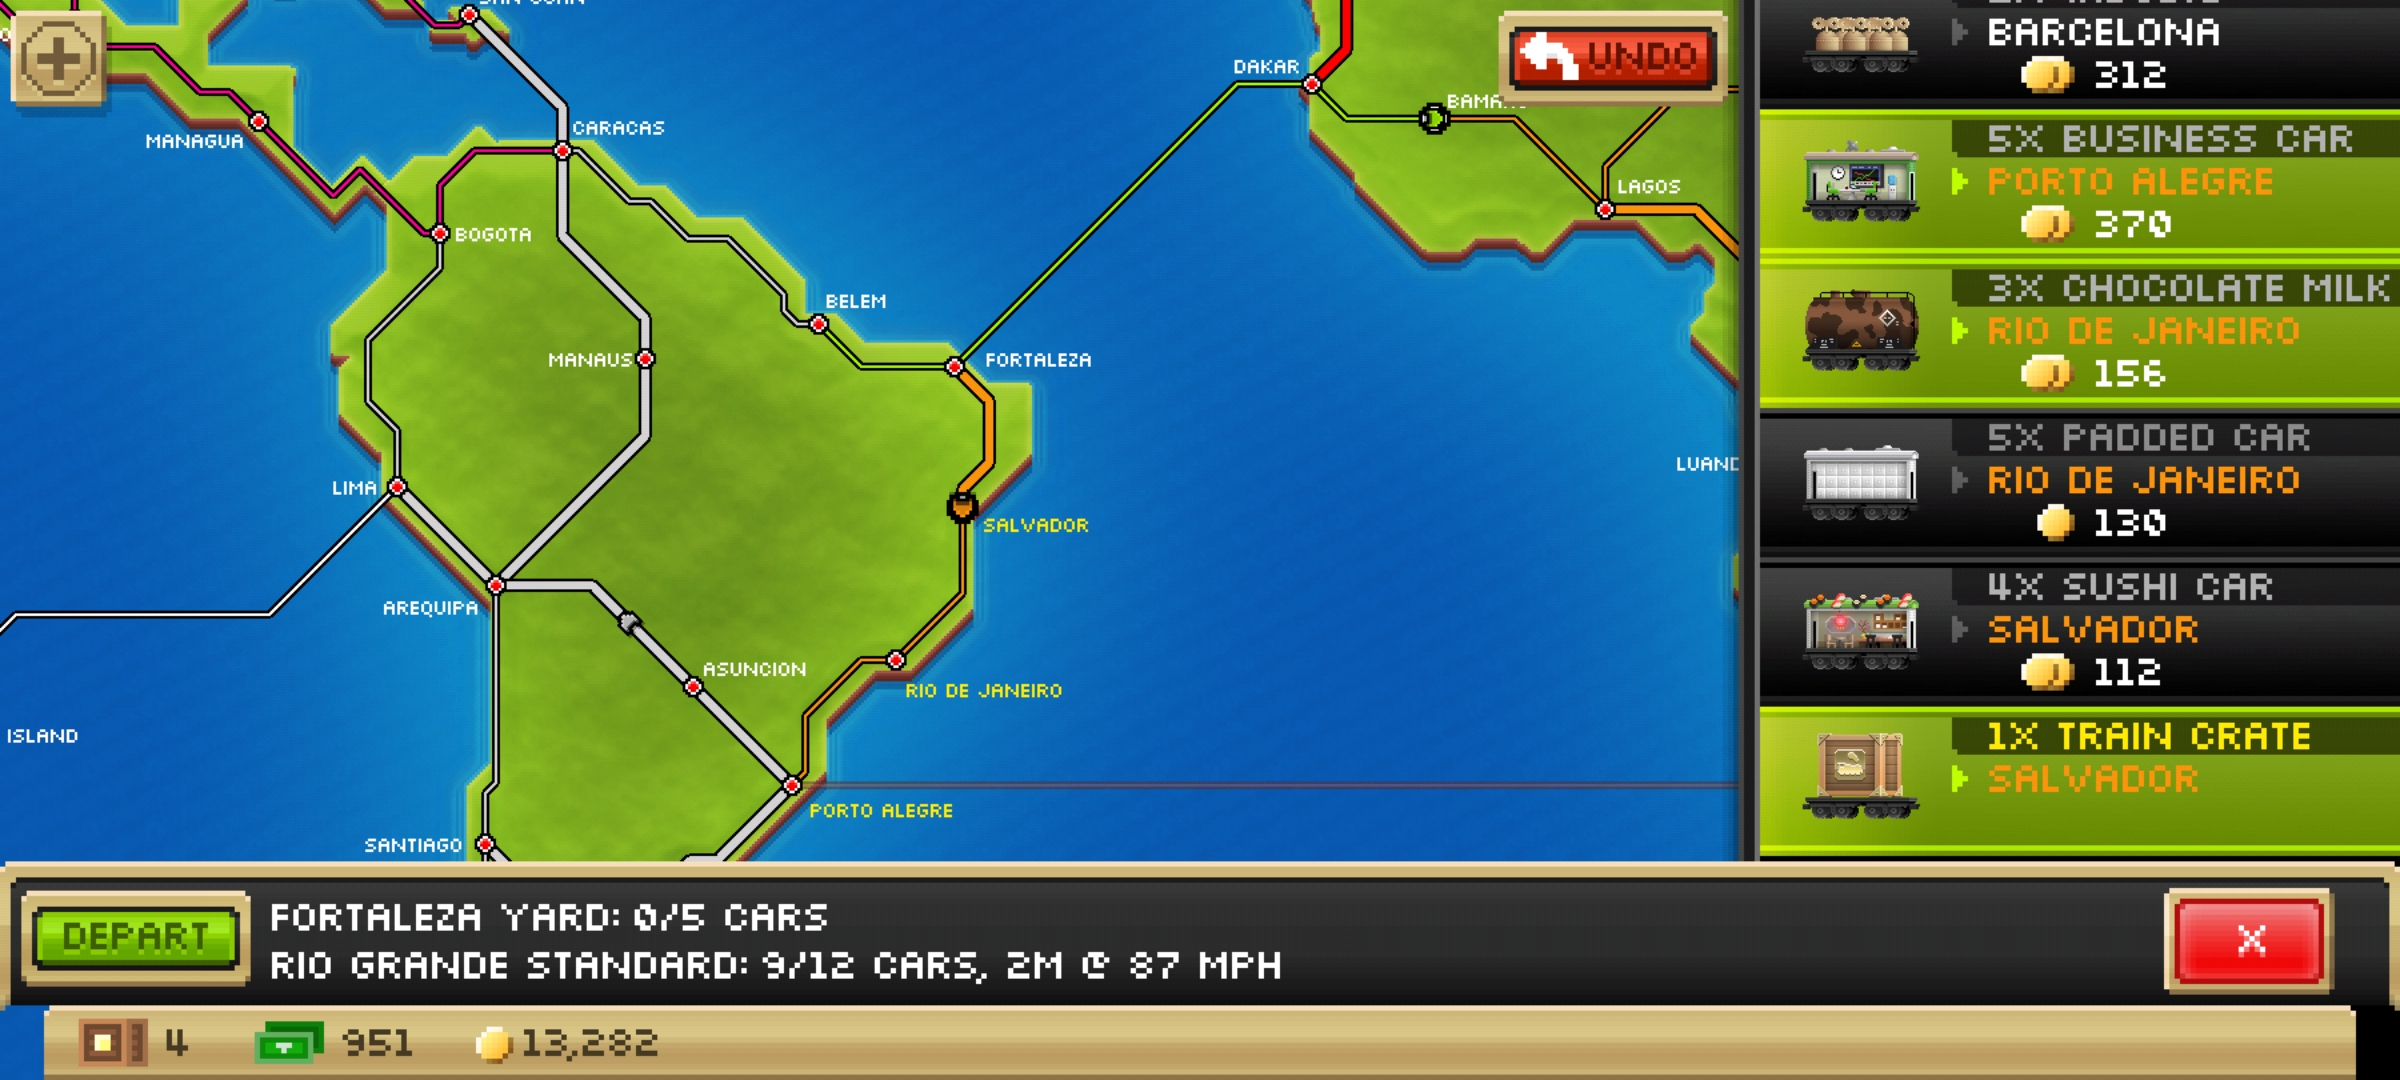 SAN JUAN
DAKAR
UNDO
BARCELONA
312
CARACAS
MANAGUA
LAGOS
5X BUSINESS CAR
PORTO ALEGRE
370
BOGOTA
BELEM
3X CHOCOLATE MILK
RIO DE JANEIRO
156
MANAUS
FORTALEZA
LIMA
SALVADOR
5X PADDED CAR
RIO DE JANEIRO
130
AREQUIPA
ASUNCION
RIO DE JANEIRO
4X SUSHI CAR
SALVADOR
112
ISLAND
PORTO ALEGRE
SANTIAGO
1X TRAIN CRATE
SALVADOR
DEPART
FORTALEZA YARD: 0/5 CARS
RIO GRANDE STANDARD: 9/12 CARS, 2M @ 87 MPH
X
4
951
13,282